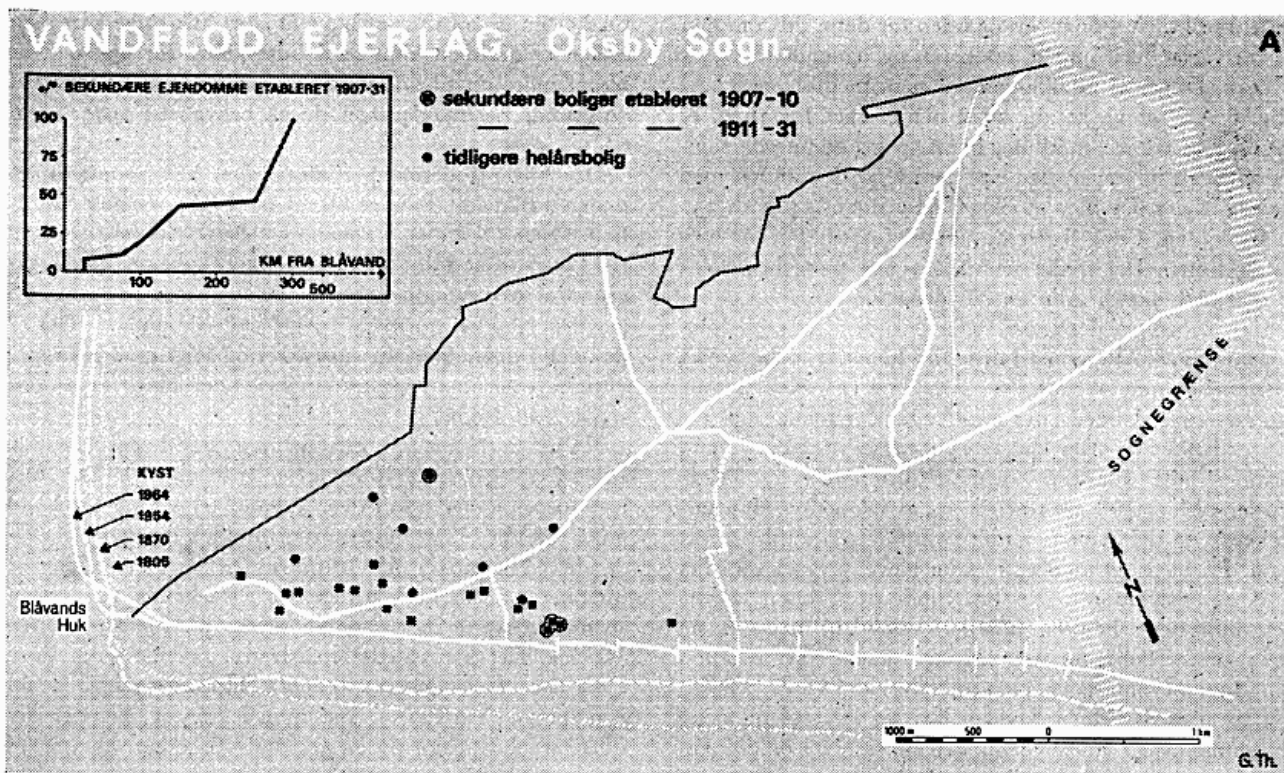 VANDFLOD EJERLAG, Oksby Sogn.
A
SEKUNDÆRE EJENDOMME ETABLERET 1907-31
100
75
50
25
0
KM FRA BLÅVAND
100
200
300
500
sekundære boliger etableret 1907-10
— — — 1911-31
tidligere helårsbolig
KYST
1964
1954
1870
1805
Blåvands
Huk
SOGNEGRÆNSE
N
1000 m 500 0 1 km
G.Th.